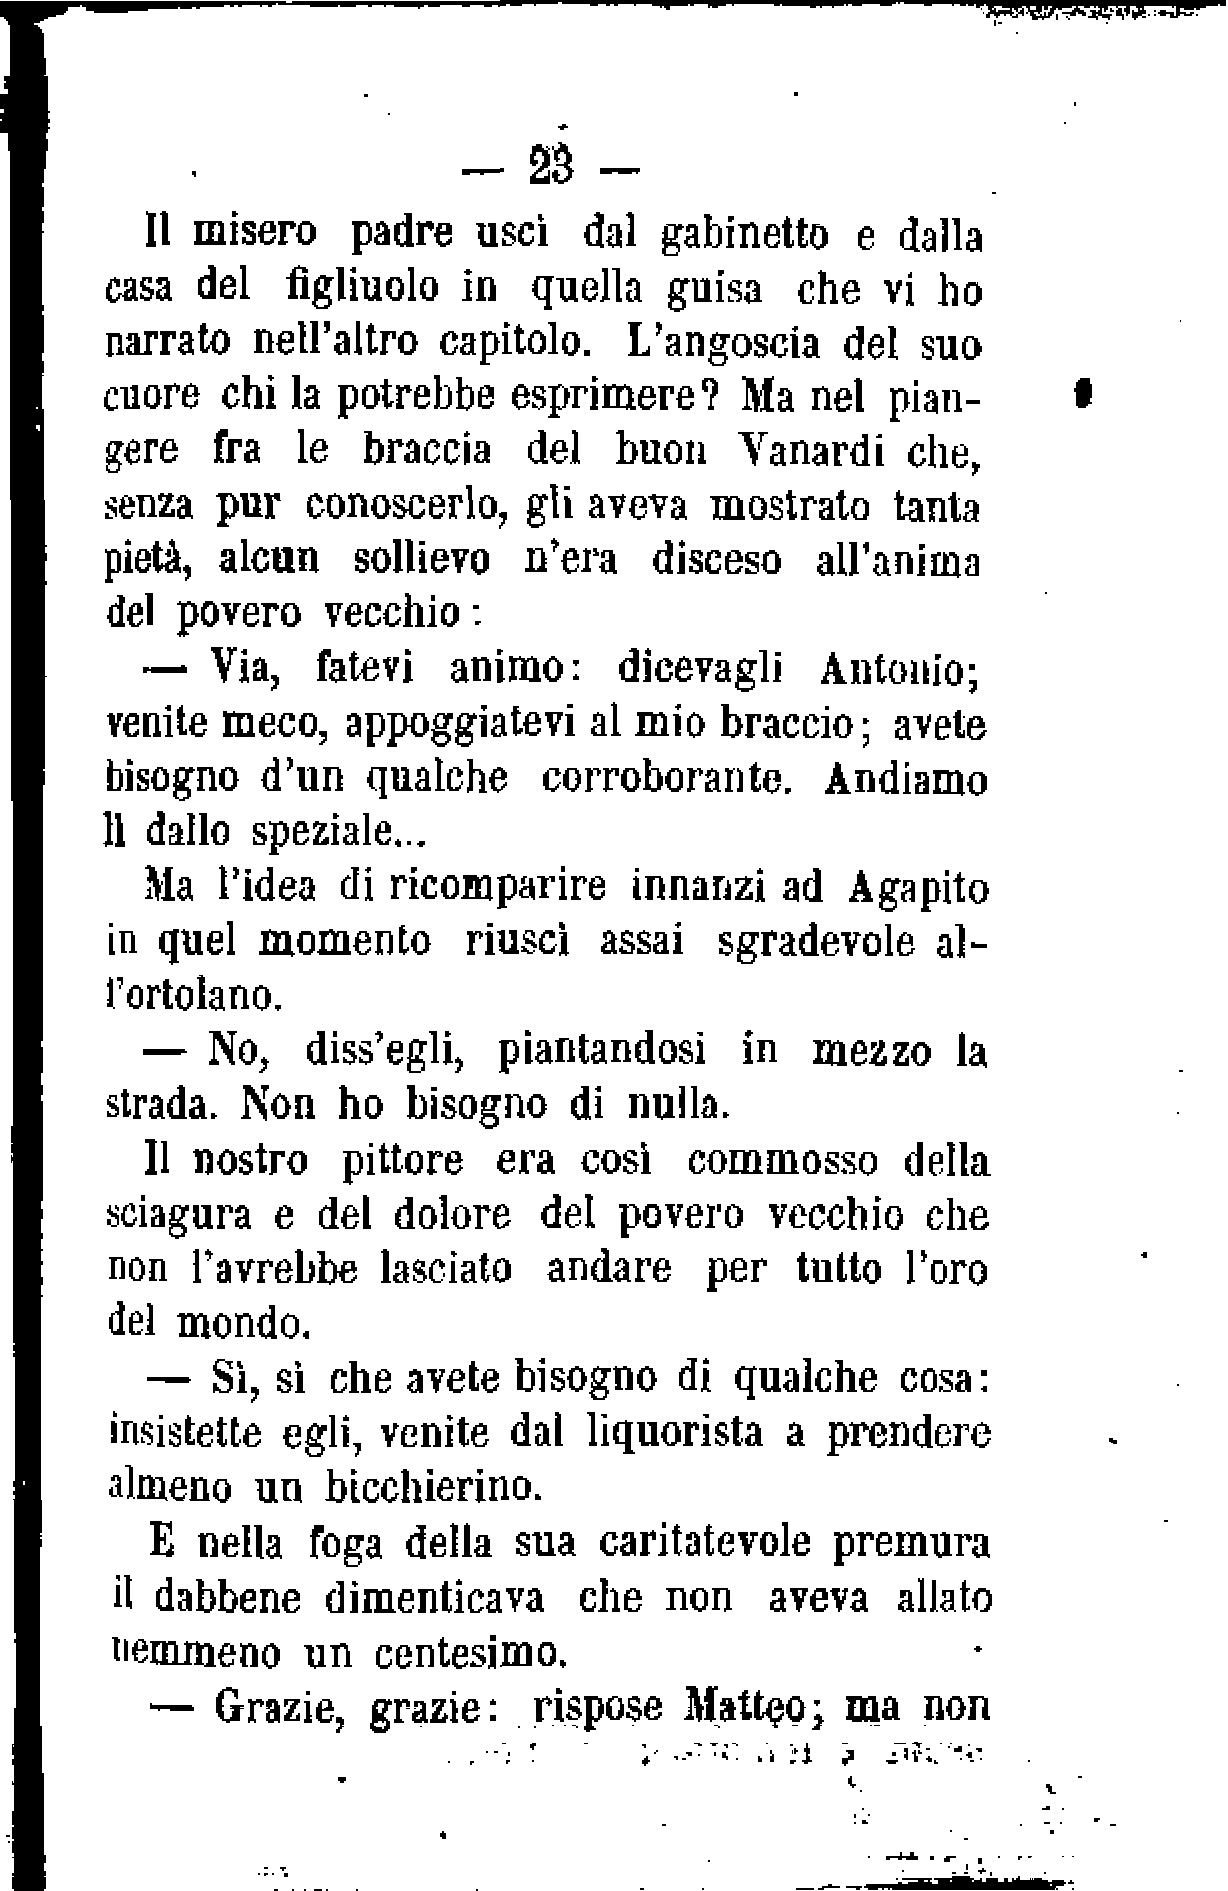 — 23 —
Il misero padre uscì dal gabinetto e dalla
casa del figliuolo in quella guisa che vi ho
narrato nell'altro capitolo. L'angoscia del suo
cuore chi la potrebbe esprimere? Ma nel pian-
gere fra le braccia del buon Vanardi che,
senza pur conoscerlo, gli aveva mostrato tanta
pietà, alcun sollievo n'era disceso all'anima
del povero vecchio :
— Via, fatevi animo: dicevagli Antonio;
venite meco, appoggiatevi al mio braccio; avete
bisogno d'un qualche corroborante. Andiamo
lì dallo speziale...
Ma l'idea di ricomparire innanzi ad Agapito
in quel momento riuscì assai sgradevole al-
l'ortolano.
— No, diss'egli, piantandosi in mezzo la
strada. Non ho bisogno di nulla.
Il nostro pittore era così commosso della
sciagura e del dolore del povero vecchio che
non l'avrebbe lasciato andare per tutto l'oro
del mondo.
— Sì, sì che avete bisogno di qualche cosa:
insistette egli, venite dal liquorista a prendere
almeno un bicchierino.
E nella foga della sua caritatevole premura
il dabbene dimenticava che non aveva allato
nemmeno un centesimo.
— Grazie, grazie: rispose Matteo; ma non